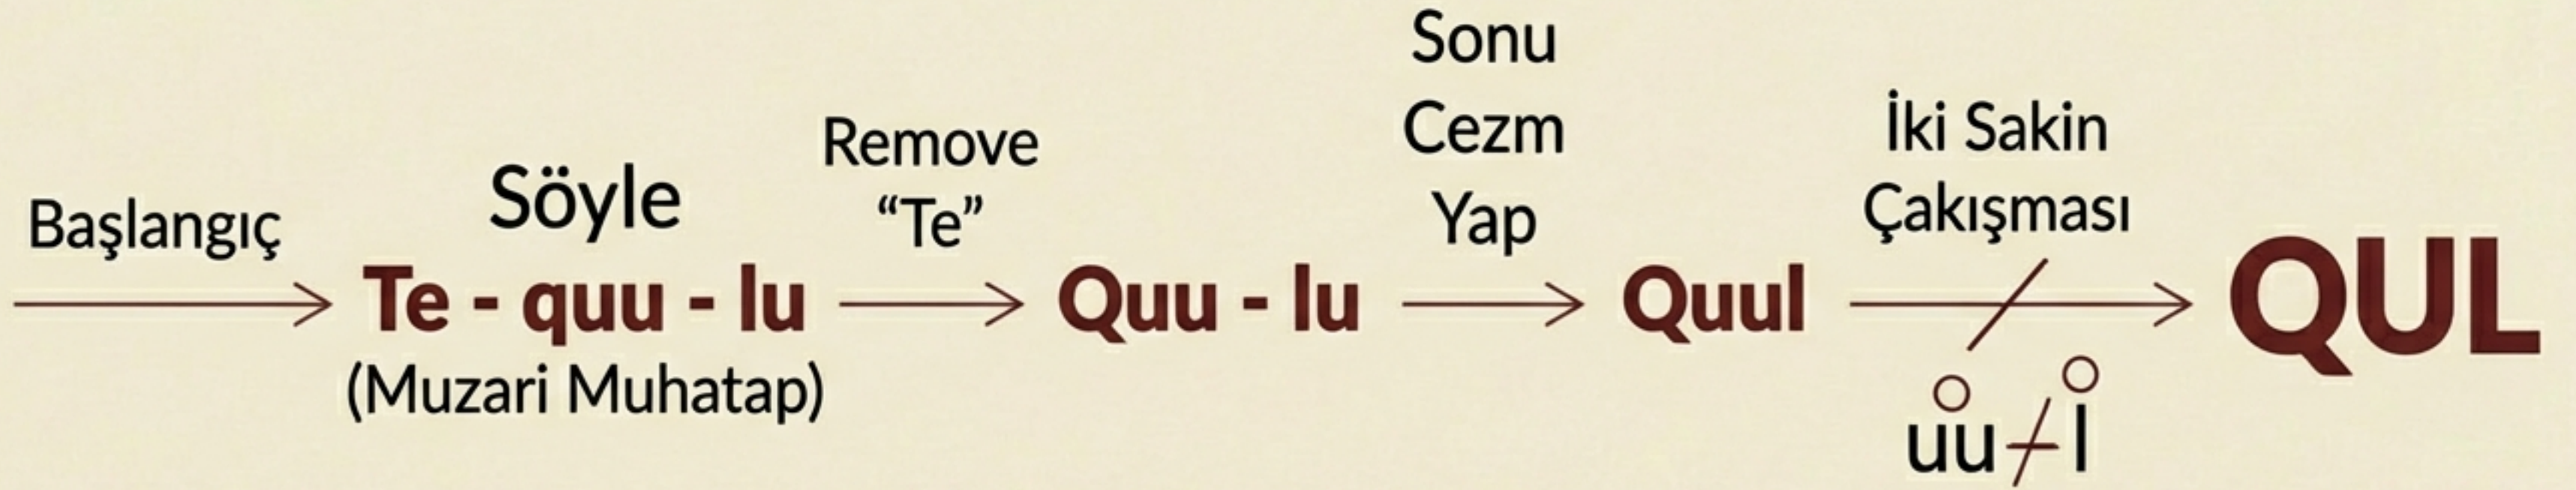 Başlangıç
Söyle
Te - quu - lu
(Muzari Muhatap)
Remove
“Te”
Quu - lu
Sonu
Cezm
Yap
Quul
İki Sakin
Çakışması
uu l
QUL